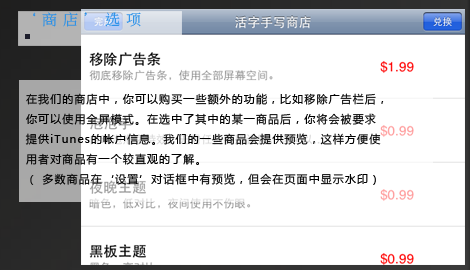 ‘商店’选项
活字手写商店
兑换
移除广告条
彻底移除广告条，使用全部屏幕空间。
$1.99
在我们的商店中，你可以购买一些额外的功能，比如移除广告栏后，
你可以使用全屏模式。在选中了其中的某一商品后，你将会被要求
$0.99
提供iTunes的帐户信息。我们的一些商品会提供预览，这样方便使
用者对商品有一个较直观的了解。
（ 多数商品在‘设置’对话框中有预览，但会在页面中显示水印）
夜晚主题
$0.99
暗色，低对比，夜间使用不伤眼。
黑板主题
$0.99